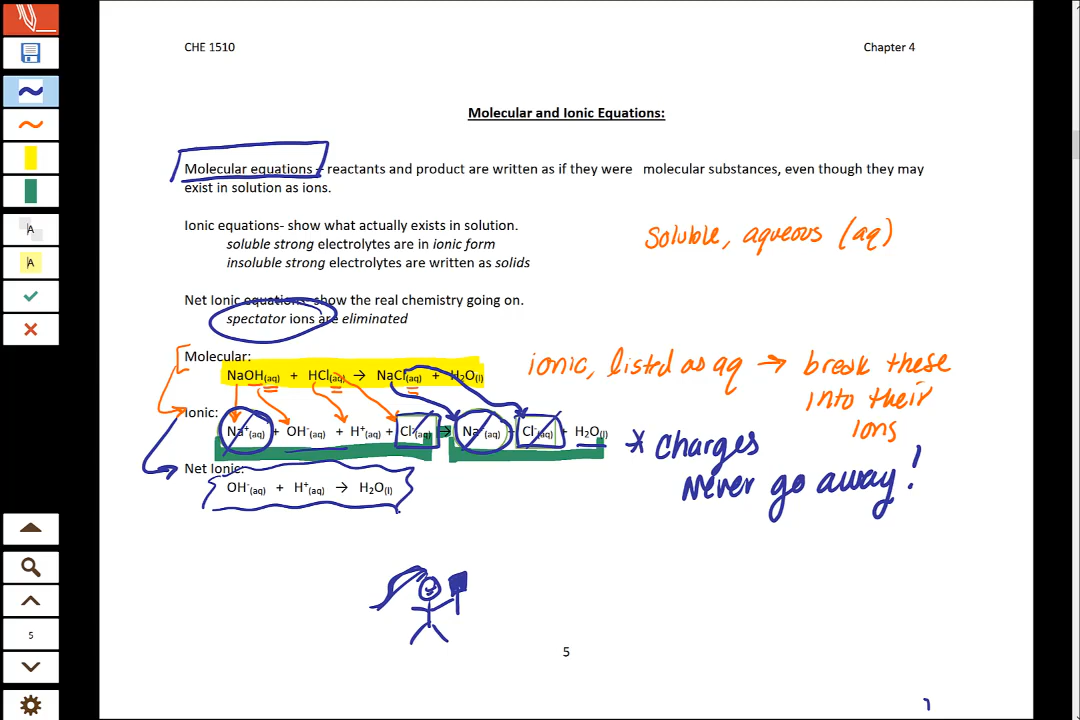 CHE 1510 Chapter 4
Molecular and Ionic Equations:
Molecular equations - reactants and product are written as if they were molecular substances, even though they may
exist in solution as ions.
Ionic equations- show what actually exists in solution.
soluble strong electrolytes are in ionic form
soluble, aqueous (aq)
insoluble strong electrolytes are written as solids
Net Ionic equations- show the real chemistry going on.
spectator ions are eliminated
Molecular:
NaOH(aq) + HCl(aq) → NaCl(aq) + H2O(l)
ionic, listed as aq → break these
into their
ions
Ionic:
Na+(aq) + OH-(aq) + H+(aq) + Cl-(aq) → Na+(aq) + Cl-(aq) + H2O(l)
* Charges
Never go away!
Net Ionic:
OH-(aq) + H+(aq) → H2O(l)
5
A
A
5